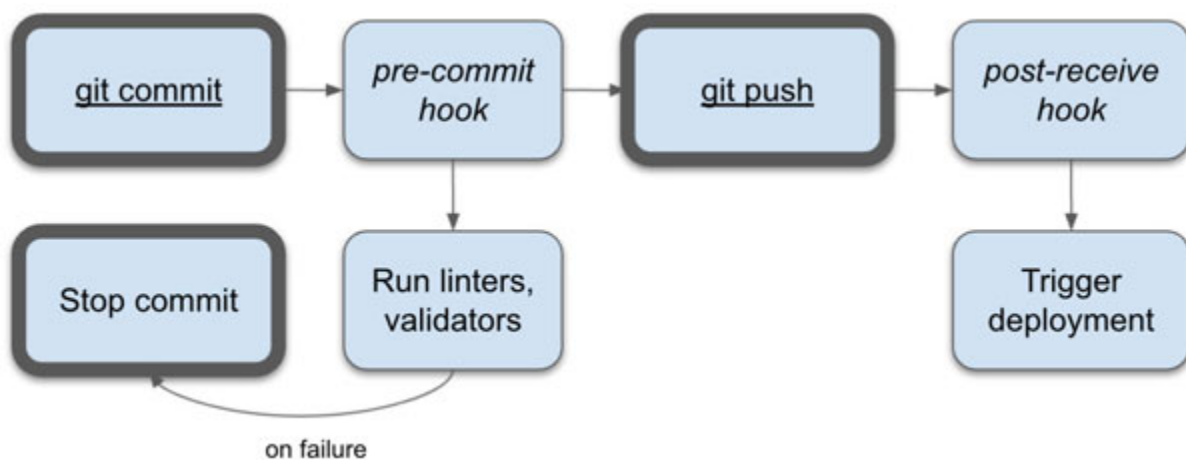 git commit
pre-commit
hook
git push
post-receive
hook
Stop commit
Run linters,
validators
Trigger
deployment
on failure